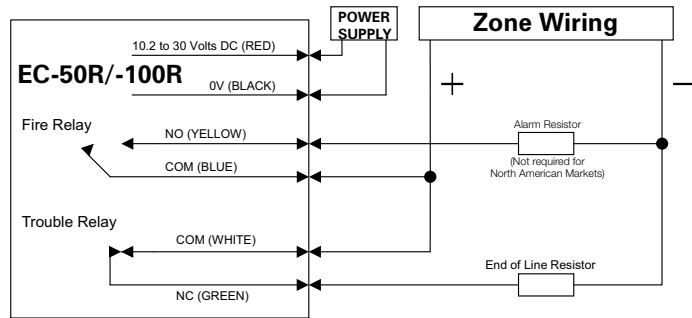 POWER
SUPPLY
Zone Wiring
10.2 to 30 Volts DC (RED)
EC-50R/-100R
0V (BLACK)
+
−
Fire Relay
NO (YELLOW)
Alarm Resistor
(Not required for
North American Markets)
COM (BLUE)
Trouble Relay
COM (WHITE)
End of Line Resistor
NC (GREEN)